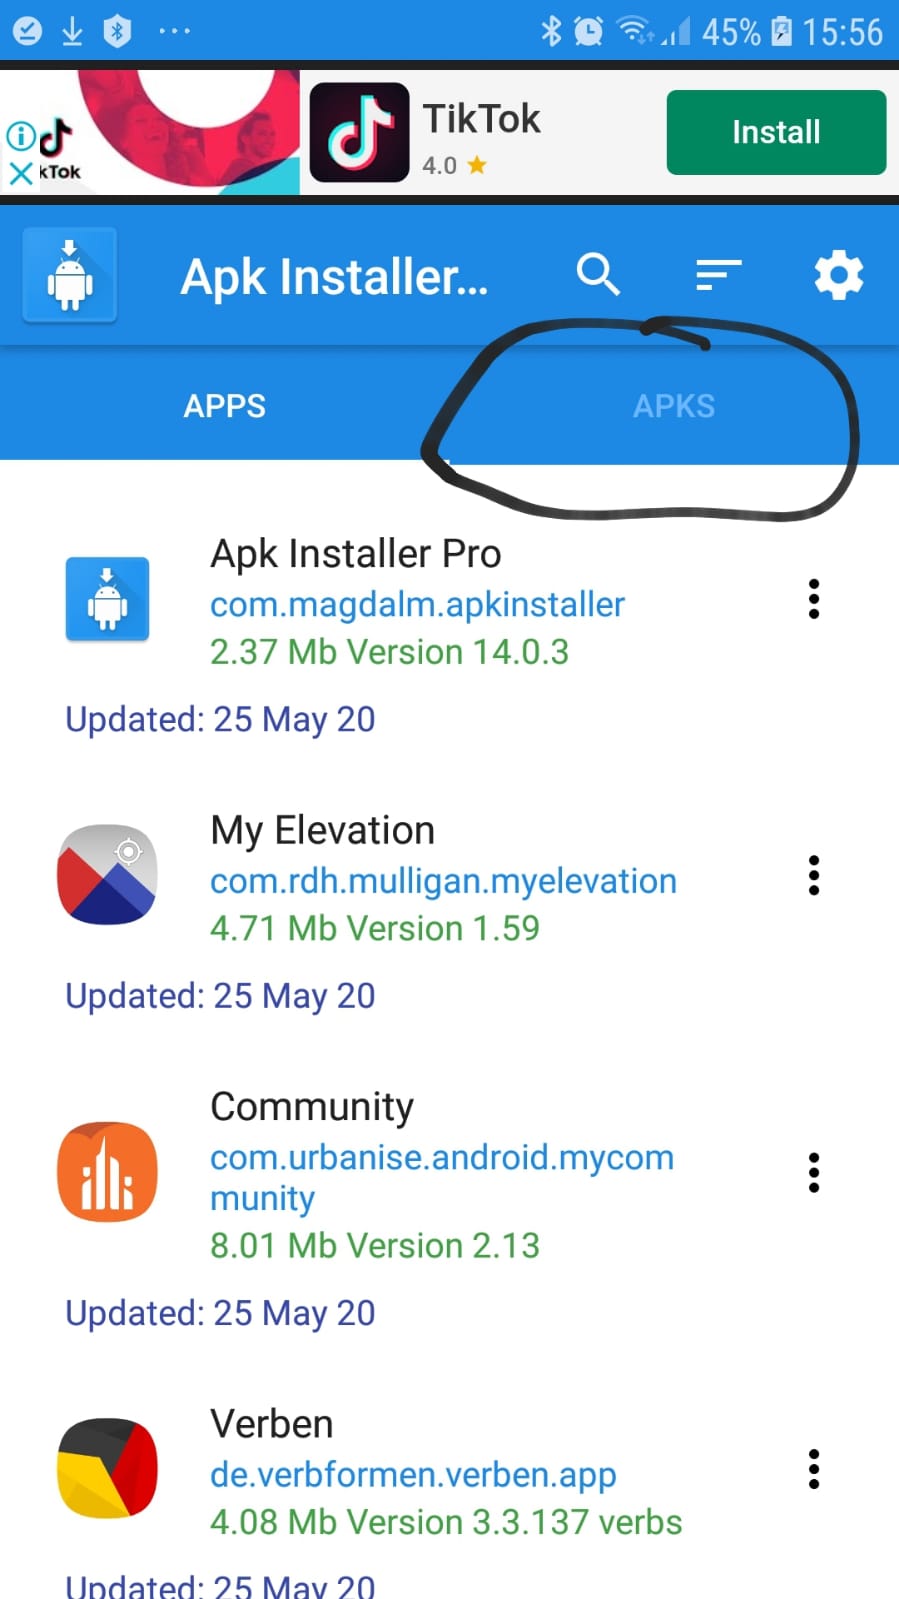 45% 15:56
kTok
TikTok
4.0
Install
Apk Installer...
APPS
APKS
Apk Installer Pro
com.magdalm.apkinstaller
2.37 Mb Version 14.0.3
Updated: 25 May 20
My Elevation
com.rdh.mulligan.myelevation
4.71 Mb Version 1.59
Updated: 25 May 20
Community
com.urbanise.android.mycom
munity
8.01 Mb Version 2.13
Updated: 25 May 20
Verben
de.verbformen.verben.app
4.08 Mb Version 3.3.137 verbs
Updated: 25 May 20